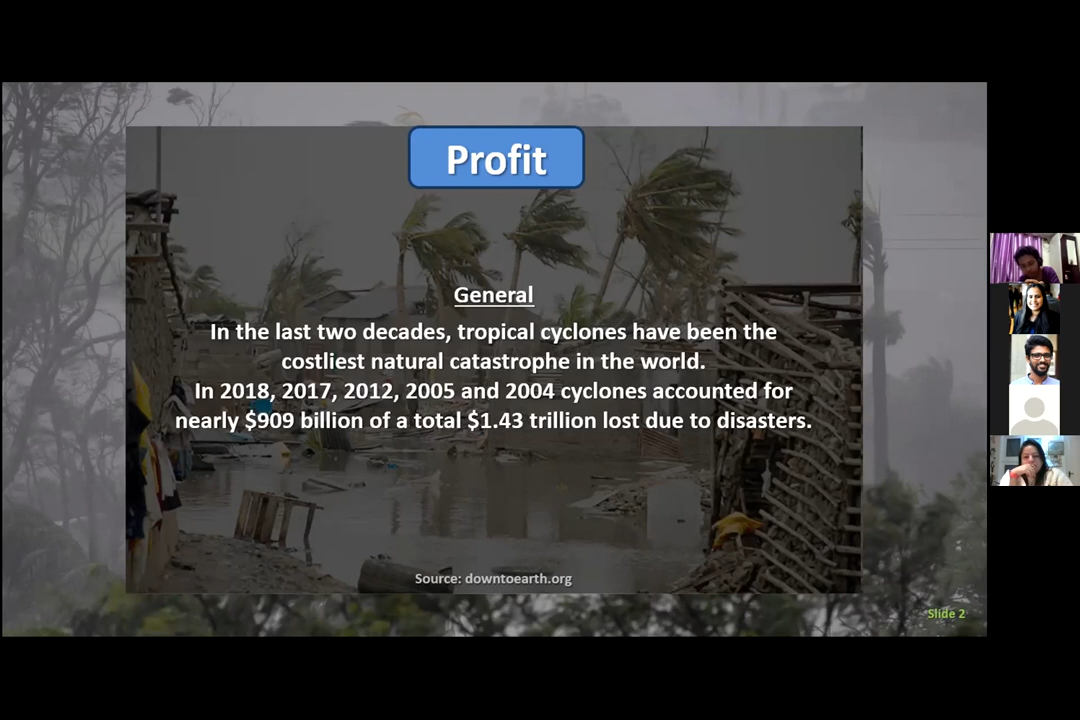 Profit
General
In the last two decades, tropical cyclones have been the
costliest natural catastrophe in the world.
In 2018, 2017, 2012, 2005 and 2004 cyclones accounted for
nearly $909 billion of a total $1.43 trillion lost due to disasters.
Source: downtoearth.org
Slide 2